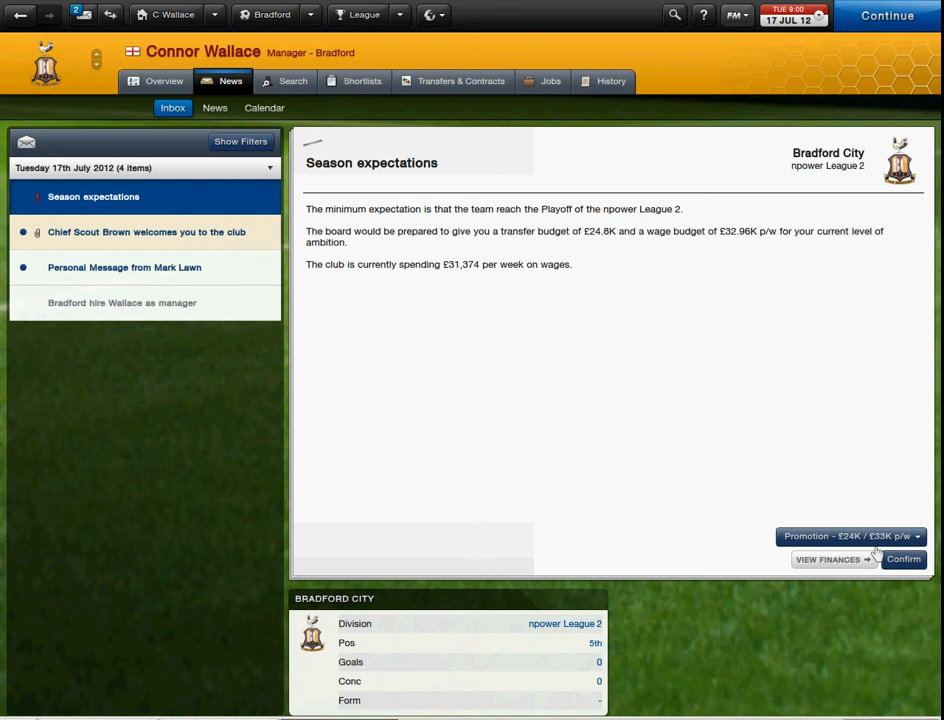 2
C Wallace
Bradford
League
?
FM
TUE 9:00
17 JUL 12
Continue
Connor Wallace Manager - Bradford
Overview
News
Search
Shortlists
Transfers & Contracts
Jobs
History
Inbox
News
Calendar
Show Filters
Tuesday 17th July 2012 (4 items)
Season expectations
Chief Scout Brown welcomes you to the club
Personal Message from Mark Lawn
Bradford hire Wallace as manager
Season expectations
Bradford City
npower League 2
The minimum expectation is that the team reach the Playoff of the npower League 2.
The board would be prepared to give you a transfer budget of £24.8K and a wage budget of £32.96K p/w for your current level of
ambition.
The club is currently spending £31,374 per week on wages.
Promotion - £24K / £33K p/w
VIEW FINANCES
Confirm
BRADFORD CITY
Division npower League 2
Pos 5th
Goals 0
Conc 0
Form -